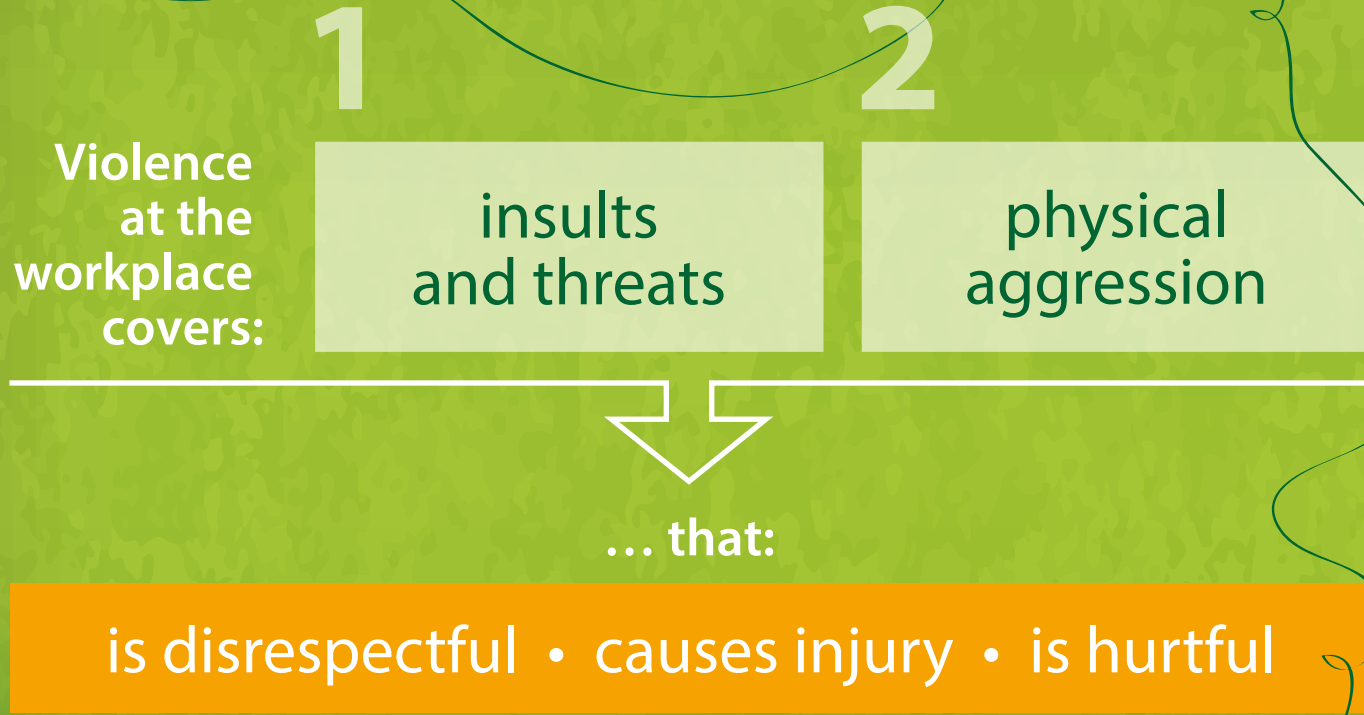 1
2
Violence
at the
workplace
covers:
insults
and threats
physical
aggression
… that:
is disrespectful • causes injury • is hurtful